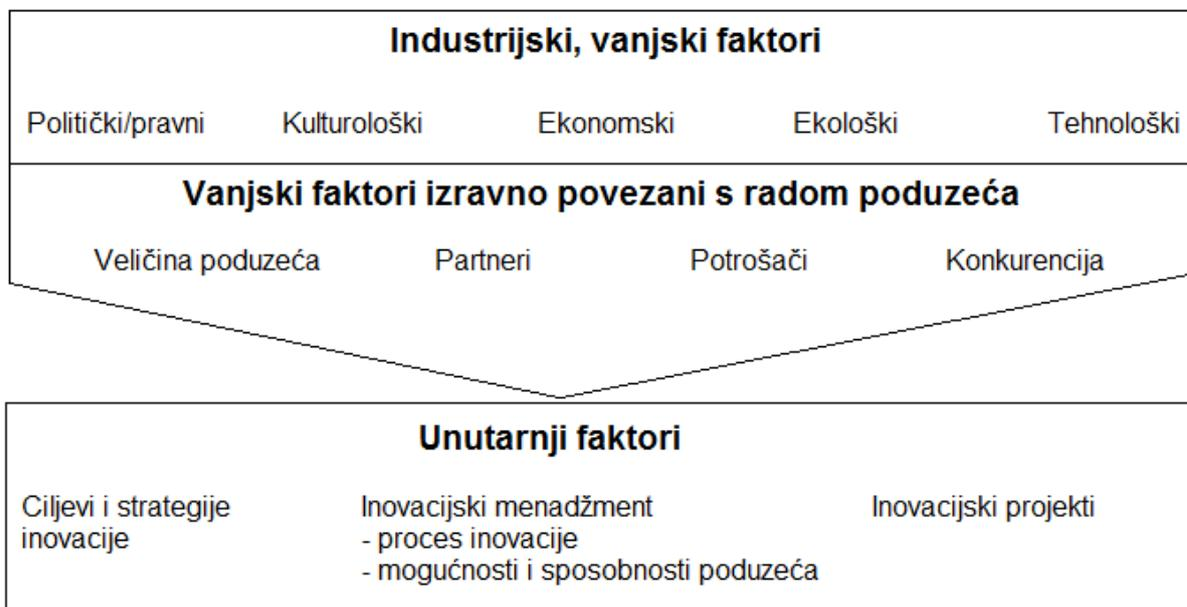 Industrijski, vanjski faktori
Politički/pravni Kulturološki Ekonomski Ekološki Tehnološki
Vanjski faktori izravno povezani s radom poduzeća
Veličina poduzeća Partneri Potrošači Konkurencija
Unutarnji faktori
Ciljevi i strategije Inovacijski menadžment Inovacijski projekti
inovacije - proces inovacije
- mogućnosti i sposobnosti poduzeća